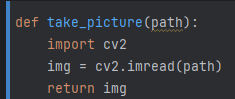 def take_picture(path):
    import cv2
    img = cv2.imread(path)
    return img